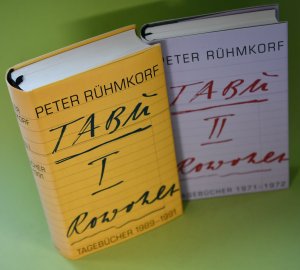 PETER RÜHMKORF
TABU
I
Rowohlt
TAGEBÜCHER 1989–1991
PETER RÜHMKORF
TABU
II
Rowohlt
TAGEBÜCHER 1971–1972